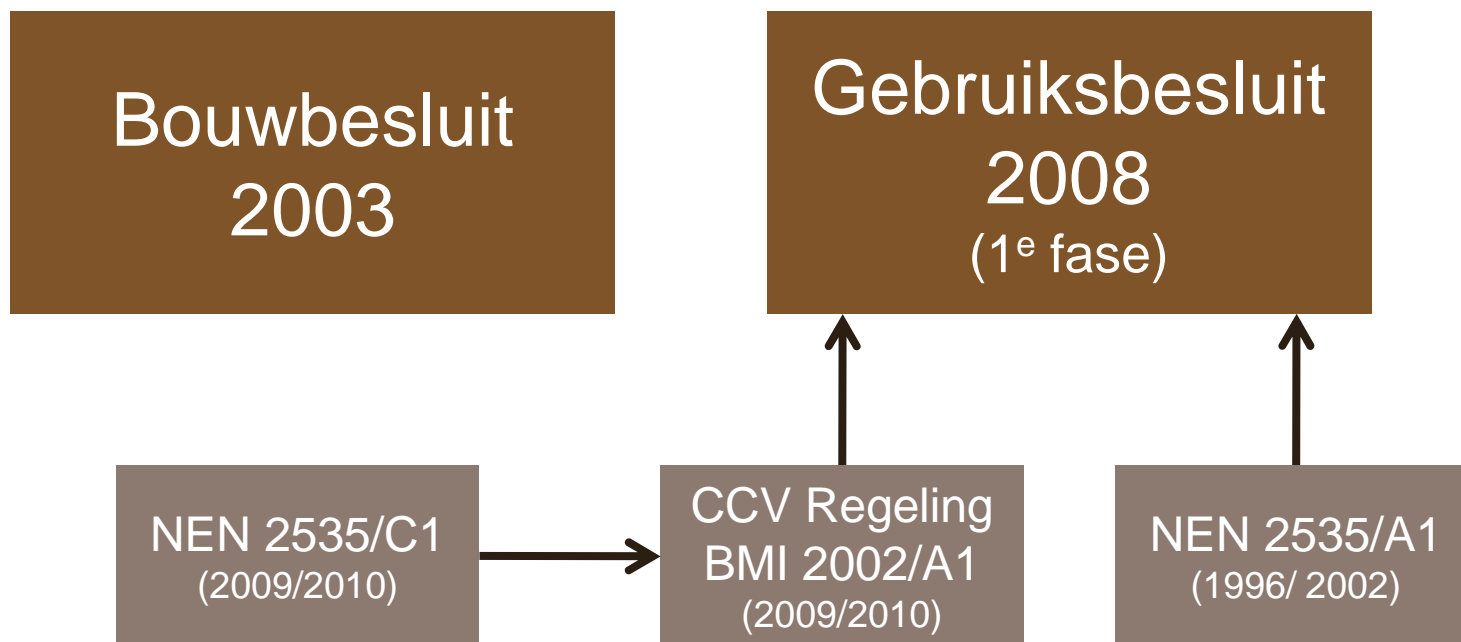 Bouwbesluit
2003
Gebruiksbesluit
2008
(1e fase)
NEN 2535/C1
(2009/2010)
CCV Regeling
BMI 2002/A1
(2009/2010)
NEN 2535/A1
(1996/ 2002)